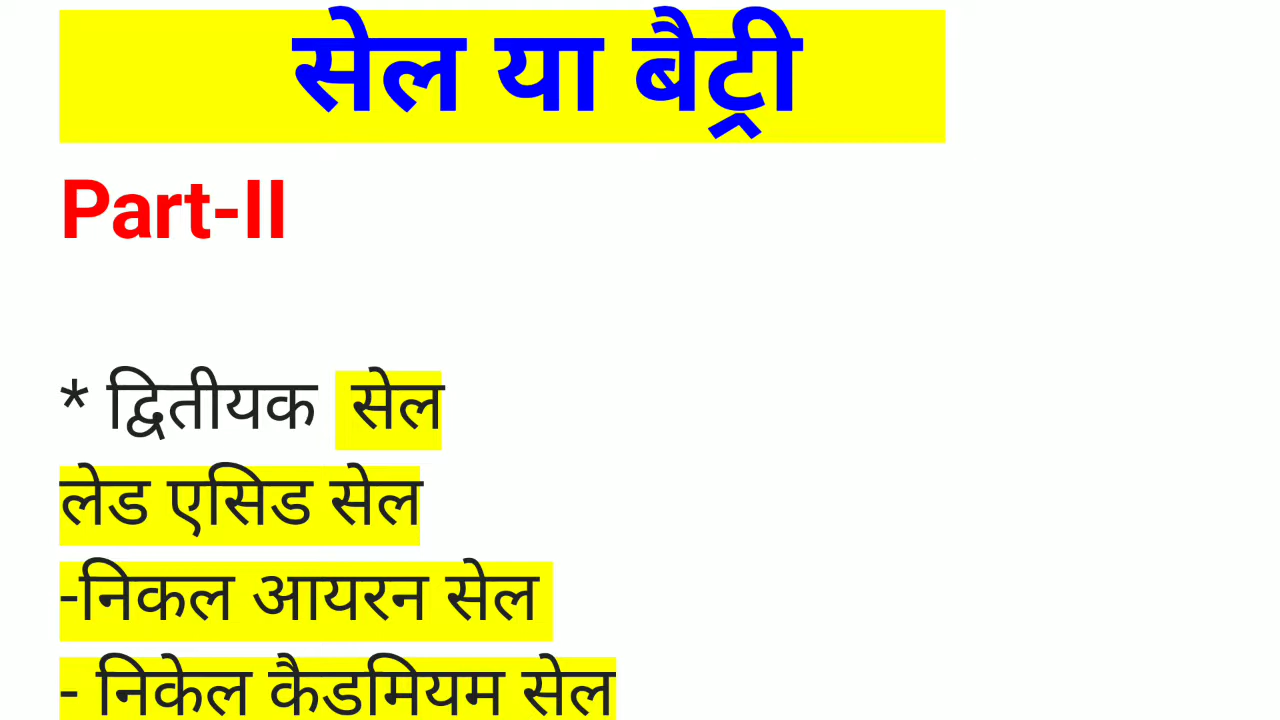 सेल या बैट्री
Part-II
* द्वितीयक सेल
लेड एसिड सेल
-निकल आयरन सेल
- निकेल कैडमियम सेल